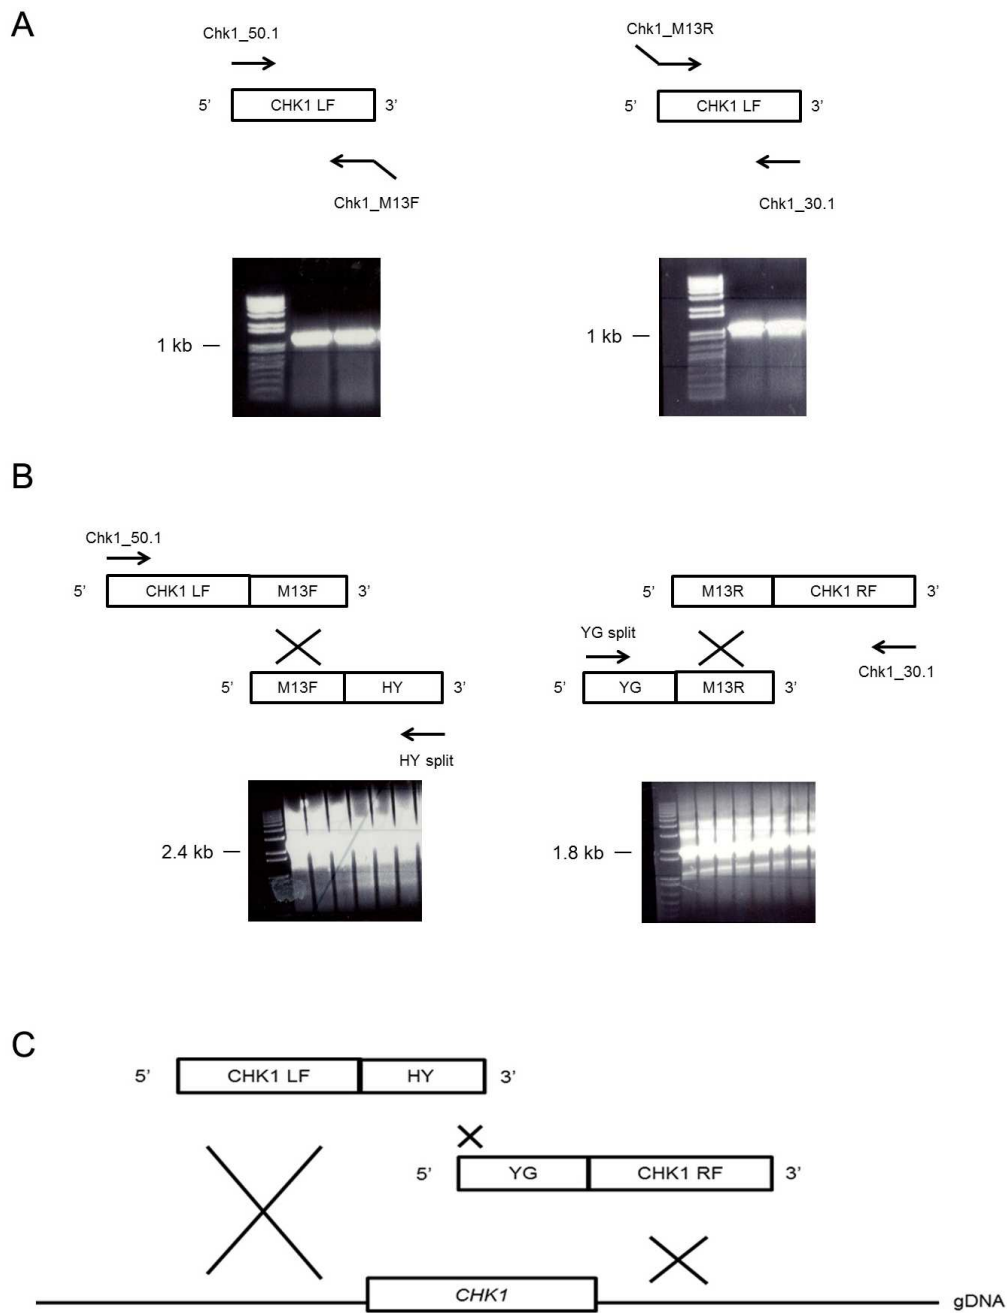 A
Chk1_50.1
5’ CHK1 LF 3’
Chk1_M13F
Chk1_M13R
5’ CHK1 LF 3’
Chk1_30.1
1 kb
1 kb
B
Chk1_50.1
5’ CHK1 LF M13F 3’
5’ M13F HY 3’
HY split
5’ M13R CHK1 RF 3’
YG split
Chk1_30.1
5’ YG M13R 3’
2.4 kb
1.8 kb
C
5’ CHK1 LF HY 3’
5’ YG CHK1 RF 3’
CHK1
gDNA